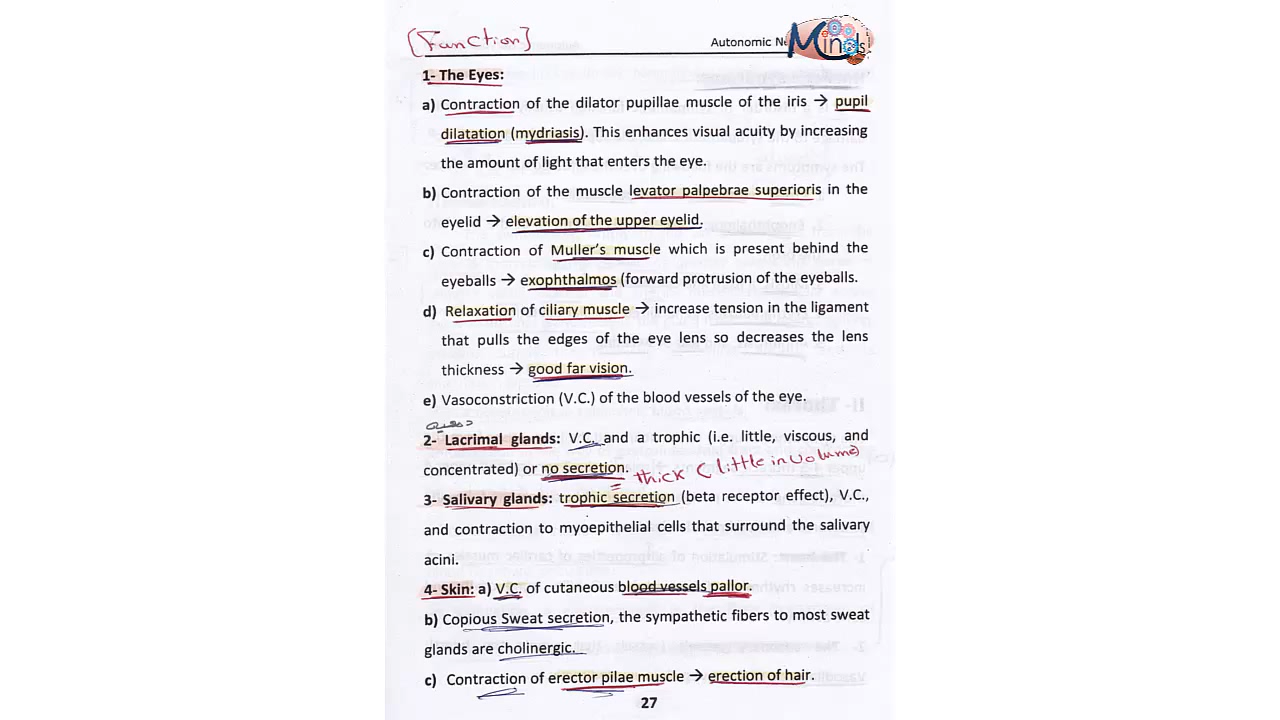 [Function]
Autonomic Ne
Minds
1- The Eyes:
a) Contraction of the dilator pupillae muscle of the iris → pupil
dilatation (mydriasis). This enhances visual acuity by increasing
the amount of light that enters the eye.
b) Contraction of the muscle levator palpebrae superioris in the
eyelid → elevation of the upper eyelid.
c) Contraction of Muller's muscle which is present behind the
eyeballs → exophthalmos (forward protrusion of the eyeballs.
d) Relaxation of ciliary muscle → increase tension in the ligament
that pulls the edges of the eye lens so decreases the lens
thickness → good far vision.
e) Vasoconstriction (V.C.) of the blood vessels of the eye.
2- Lacrimal glands: V.C. and a trophic (i.e. little, viscous, and
concentrated) or no secretion. thick ( little in volume)
3- Salivary glands: trophic secretion (beta receptor effect), V.C.,
and contraction to myoepithelial cells that surround the salivary
acini.
4- Skin: a) V.C. of cutaneous blood vessels pallor.
b) Copious Sweat secretion, the sympathetic fibers to most sweat
glands are cholinergic.
c) Contraction of erector pilae muscle → erection of hair.
27